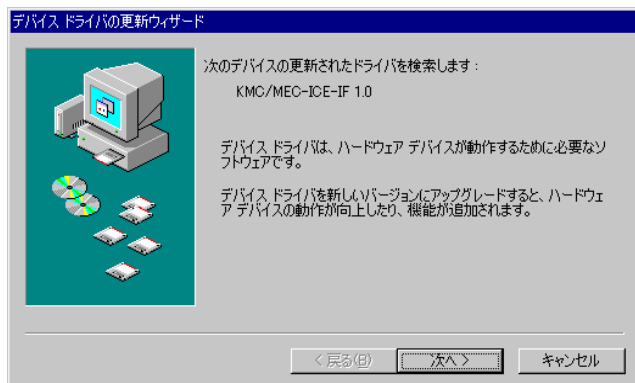 デバイス ドライバの更新ウィザード
次のデバイスの更新されたドライバを検索します :
KMC/MEC-ICE-IF 1.0
デバイス ドライバは、ハードウェア デバイスが動作するために必要なソ
フトウェアです。
デバイス ドライバを新しいバージョンにアップグレードすると、ハードウェ
ア デバイスの動作が向上したり、機能が追加されます。
< 戻る(B)
次へ >
キャンセル